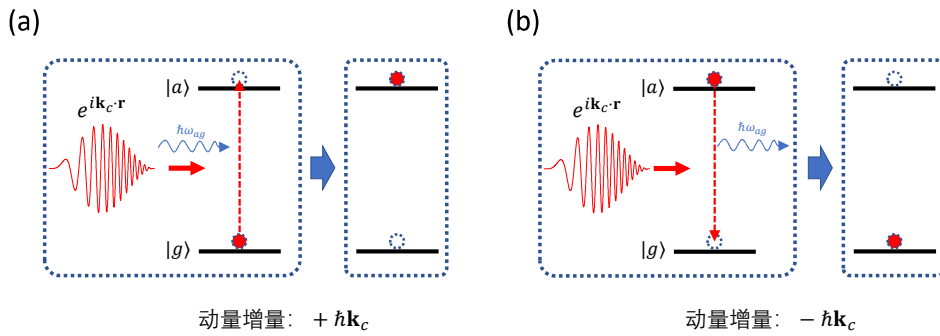 (a)
(b)
|a⟩
e^{i𝐤_c·𝐫}
ħω_{ag}
|g⟩
动量增量: + ħ𝐤_c
|a⟩
e^{i𝐤_c·𝐫}
ħω_{ag}
|g⟩
动量增量: − ħ𝐤_c